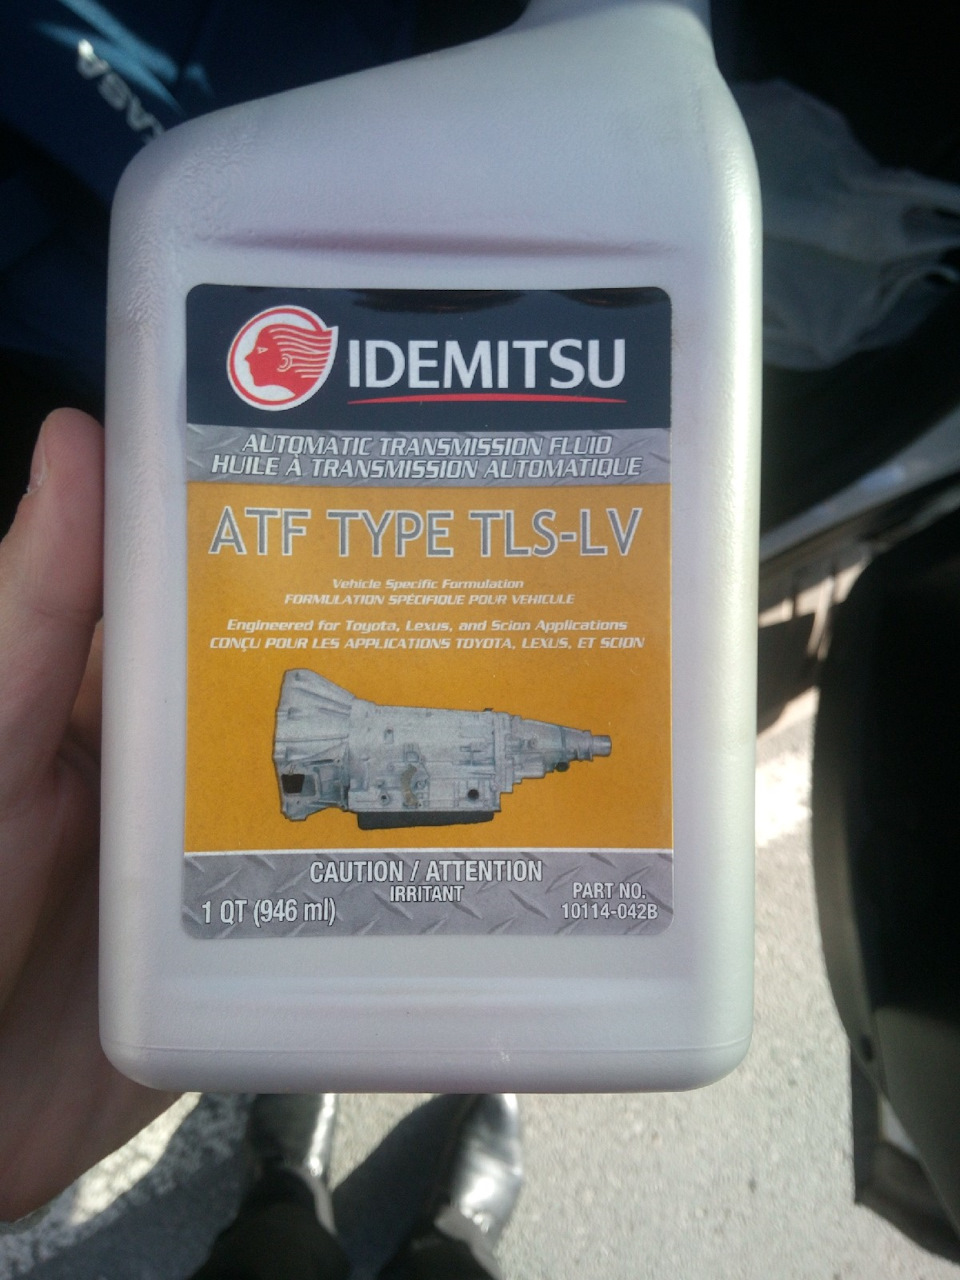 IDEMITSU
AUTOMATIC TRANSMISSION FLUID
HUILE À TRANSMISSION AUTOMATIQUE
ATF TYPE TLS-LV
Vehicle Specific Formulation
FORMULATION SPÉCIFIQUE POUR VEHICULE
Engineered for Toyota, Lexus, and Scion Applications
CONÇU POUR LES APPLICATIONS TOYOTA, LEXUS, ET SCION
CAUTION / ATTENTION
IRRITANT
1 QT (946 ml)
PART NO.
10114-042B